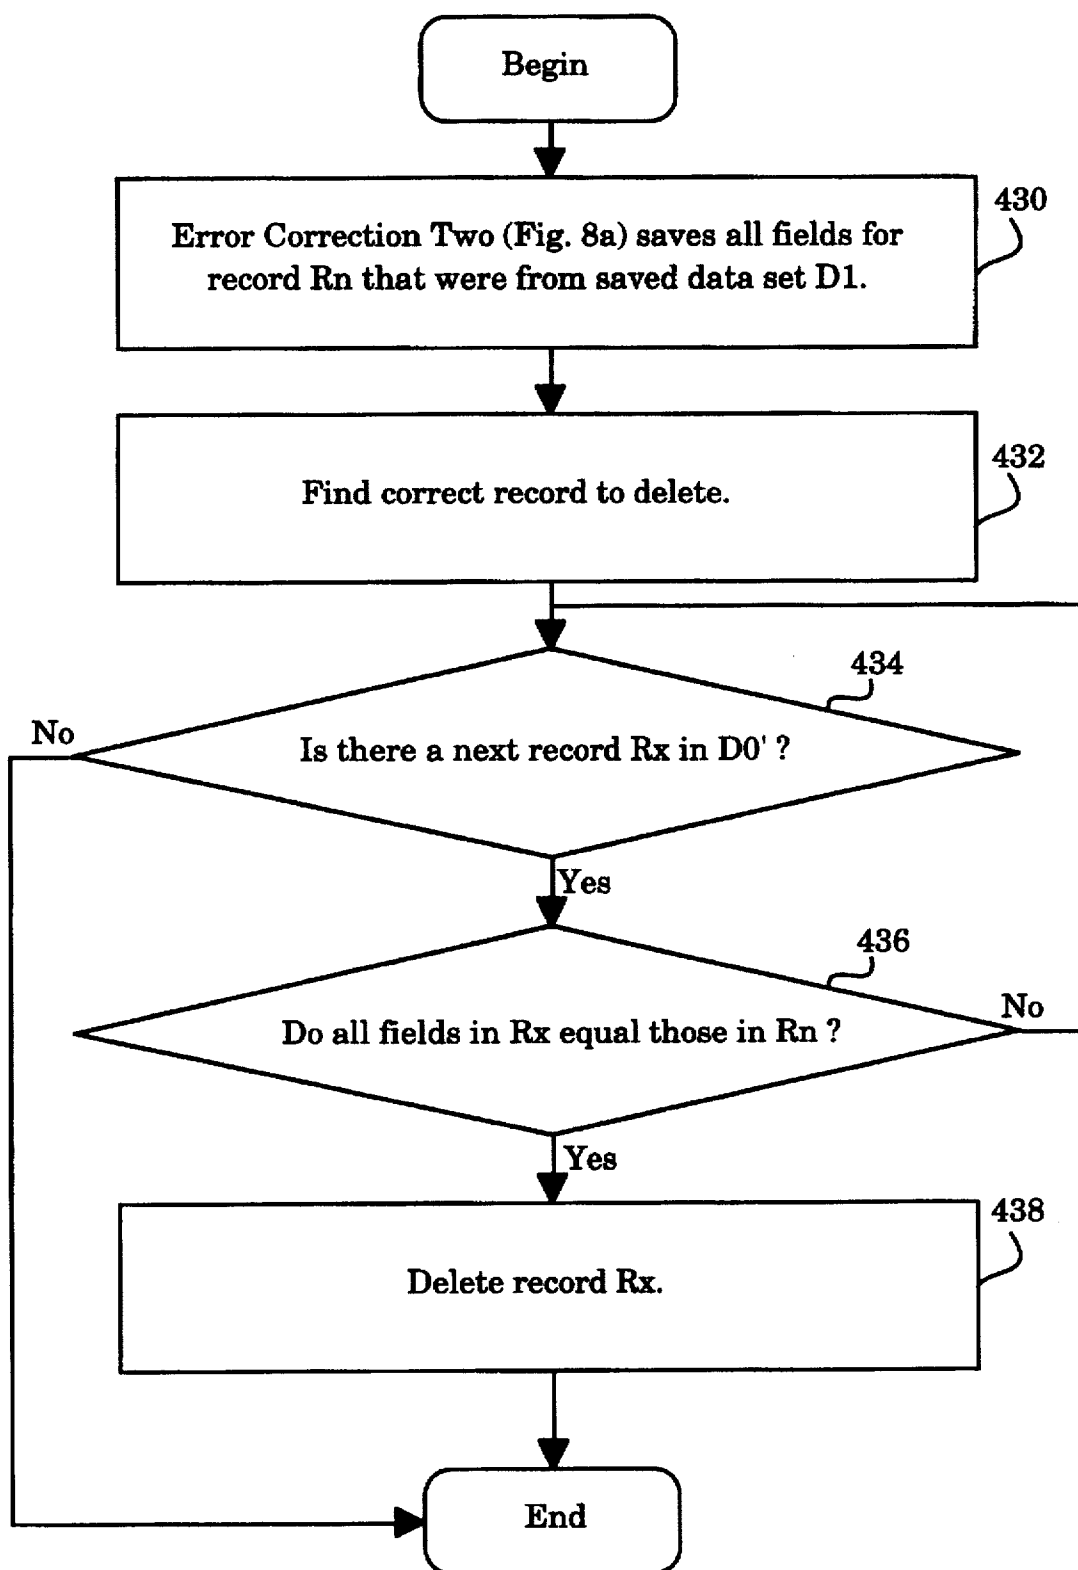 Begin
430
Error Correction Two (Fig. 8a) saves all fields for
record Rn that were from saved data set D1.
432
Find correct record to delete.
434
No
Is there a next record Rx in D0' ?
Yes
436
No
Do all fields in Rx equal those in Rn ?
Yes
438
Delete record Rx.
End